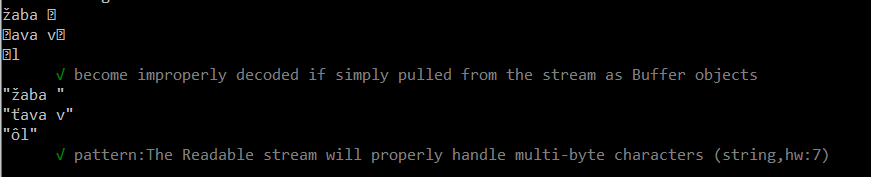 žaba �
�ava v�
�l
√ become improperly decoded if simply pulled from the stream as Buffer objects
"žaba "
"ťava v"
"ôl"
√ pattern:The Readable stream will properly handle multi-byte characters (string,hw:7)